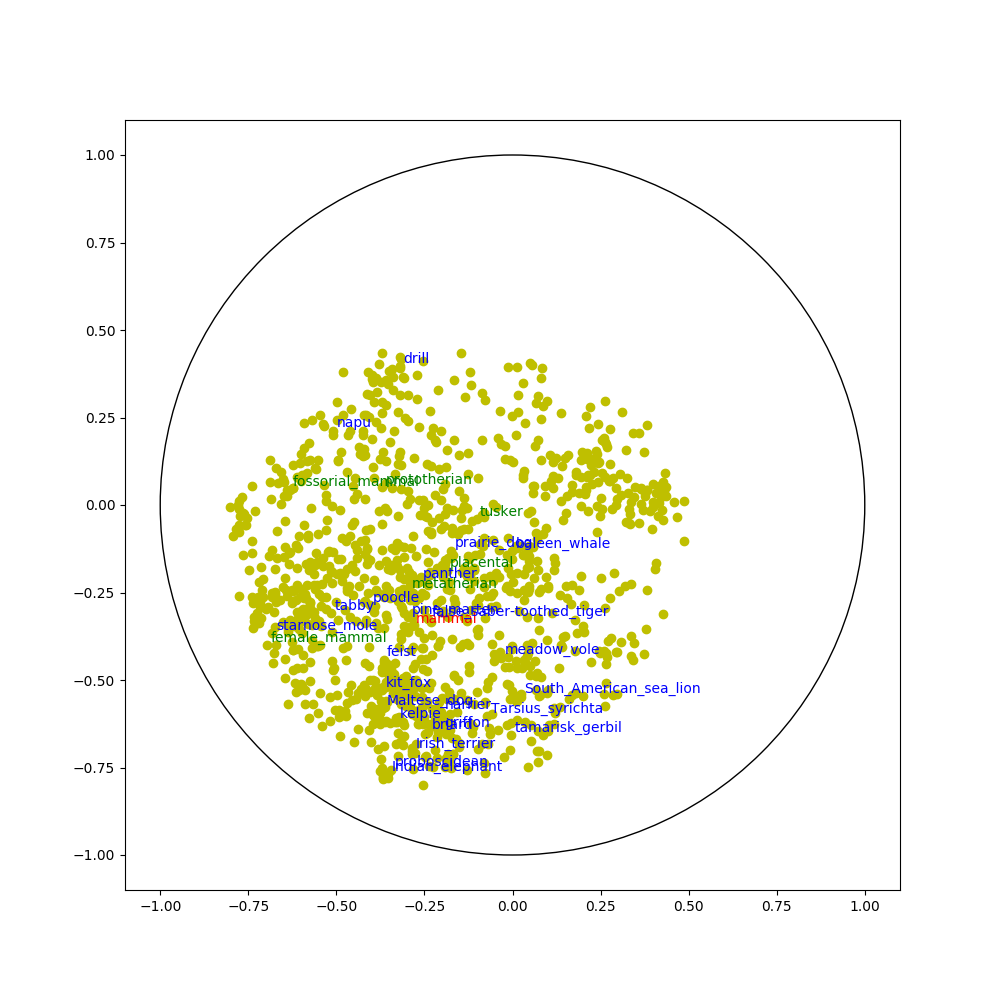 1.00
0.75
0.50
drill
0.25
napu
fossorial_mammal
prototherian
0.00
tusker
prairie_dog
baleen_whale
placental
panther
metatherian
−0.25
poodle
tabby
pine_marten
false_saber-toothed_tiger
mammal
starnose_mole
female_mammal
feist
meadow_vole
−0.50
kit_fox
South_American_sea_lion
Maltese_dog
harrier
Tarsius_syrichta
kelpie
briard
griffon
tamarisk_gerbil
Irish_terrier
proboscidean
−0.75
Indian_elephant
−1.00
−1.00 −0.75 −0.50 −0.25 0.00 0.25 0.50 0.75 1.00